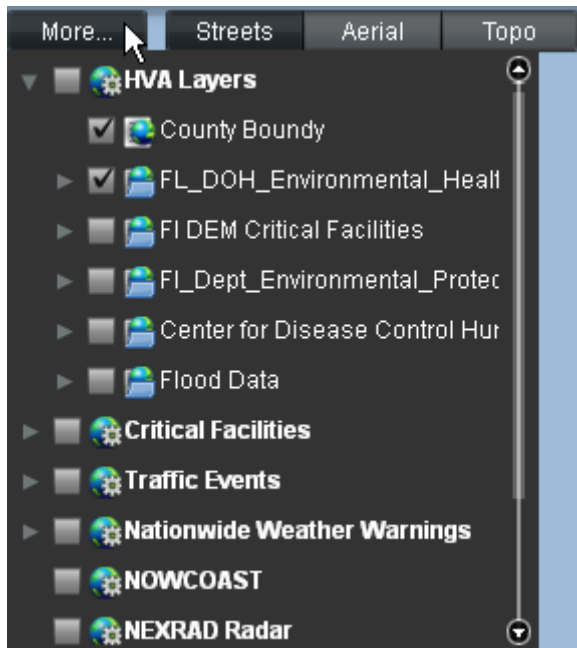 More... Streets Aerial Topo
HVA Layers
County Boundy
FL_DOH_Environmental_Healt
Fl DEM Critical Facilities
Fl_Dept_Environmental_Protec
Center for Disease Control Hur
Flood Data
Critical Facilities
Traffic Events
Nationwide Weather Warnings
NOWCOAST
NEXRAD Radar